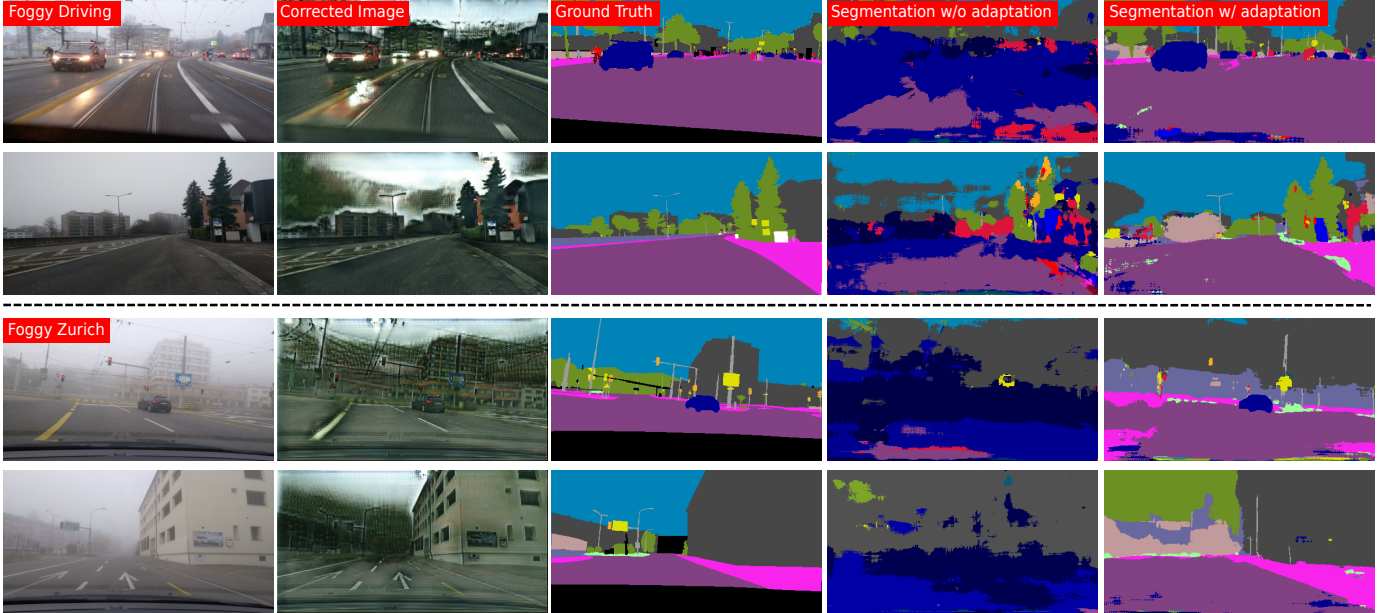 Foggy Driving
Corrected Image
Ground Truth
Segmentation w/o adaptation
Segmentation w/ adaptation
Foggy Zurich